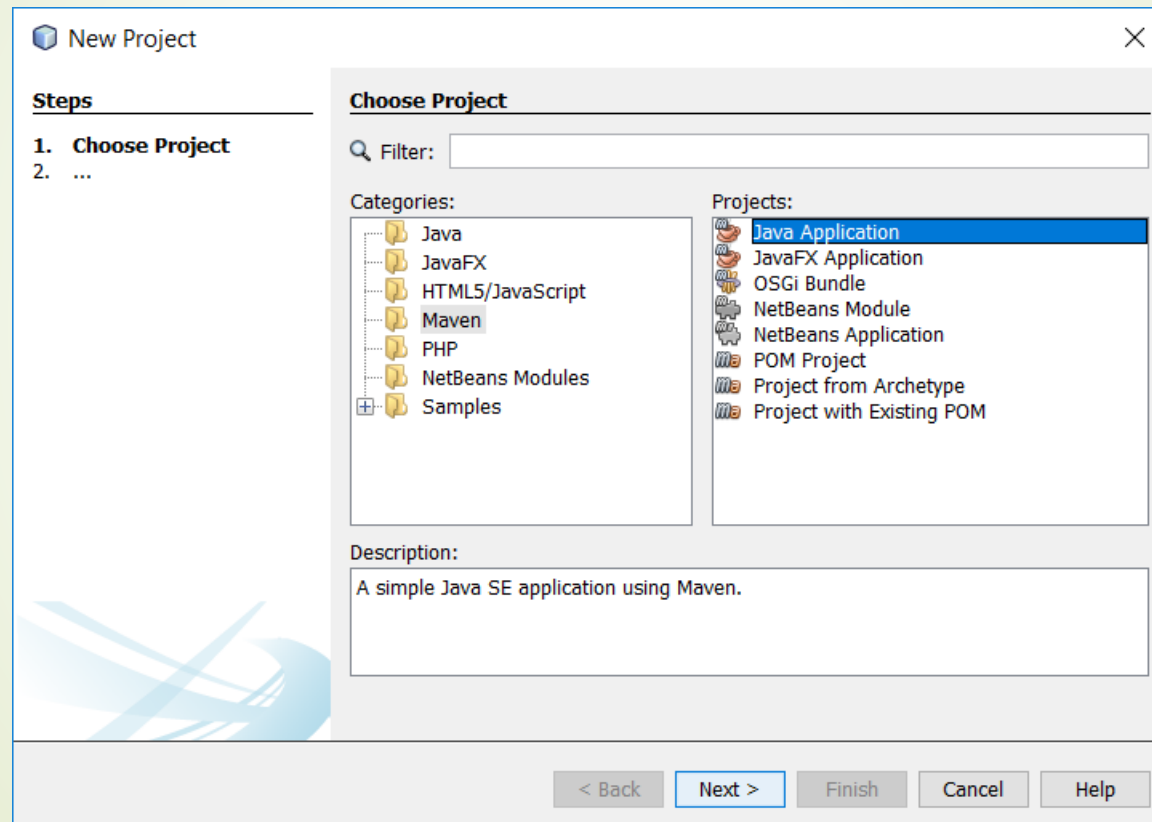 New Project
Steps
1. Choose Project
2. ...
Choose Project
Filter:
Categories:
Java
JavaFX
HTML5/JavaScript
Maven
PHP
NetBeans Modules
Samples
Projects:
Java Application
JavaFX Application
OSGi Bundle
NetBeans Module
NetBeans Application
POM Project
Project from Archetype
Project with Existing POM
Description:
A simple Java SE application using Maven.
< Back Next > Finish Cancel Help